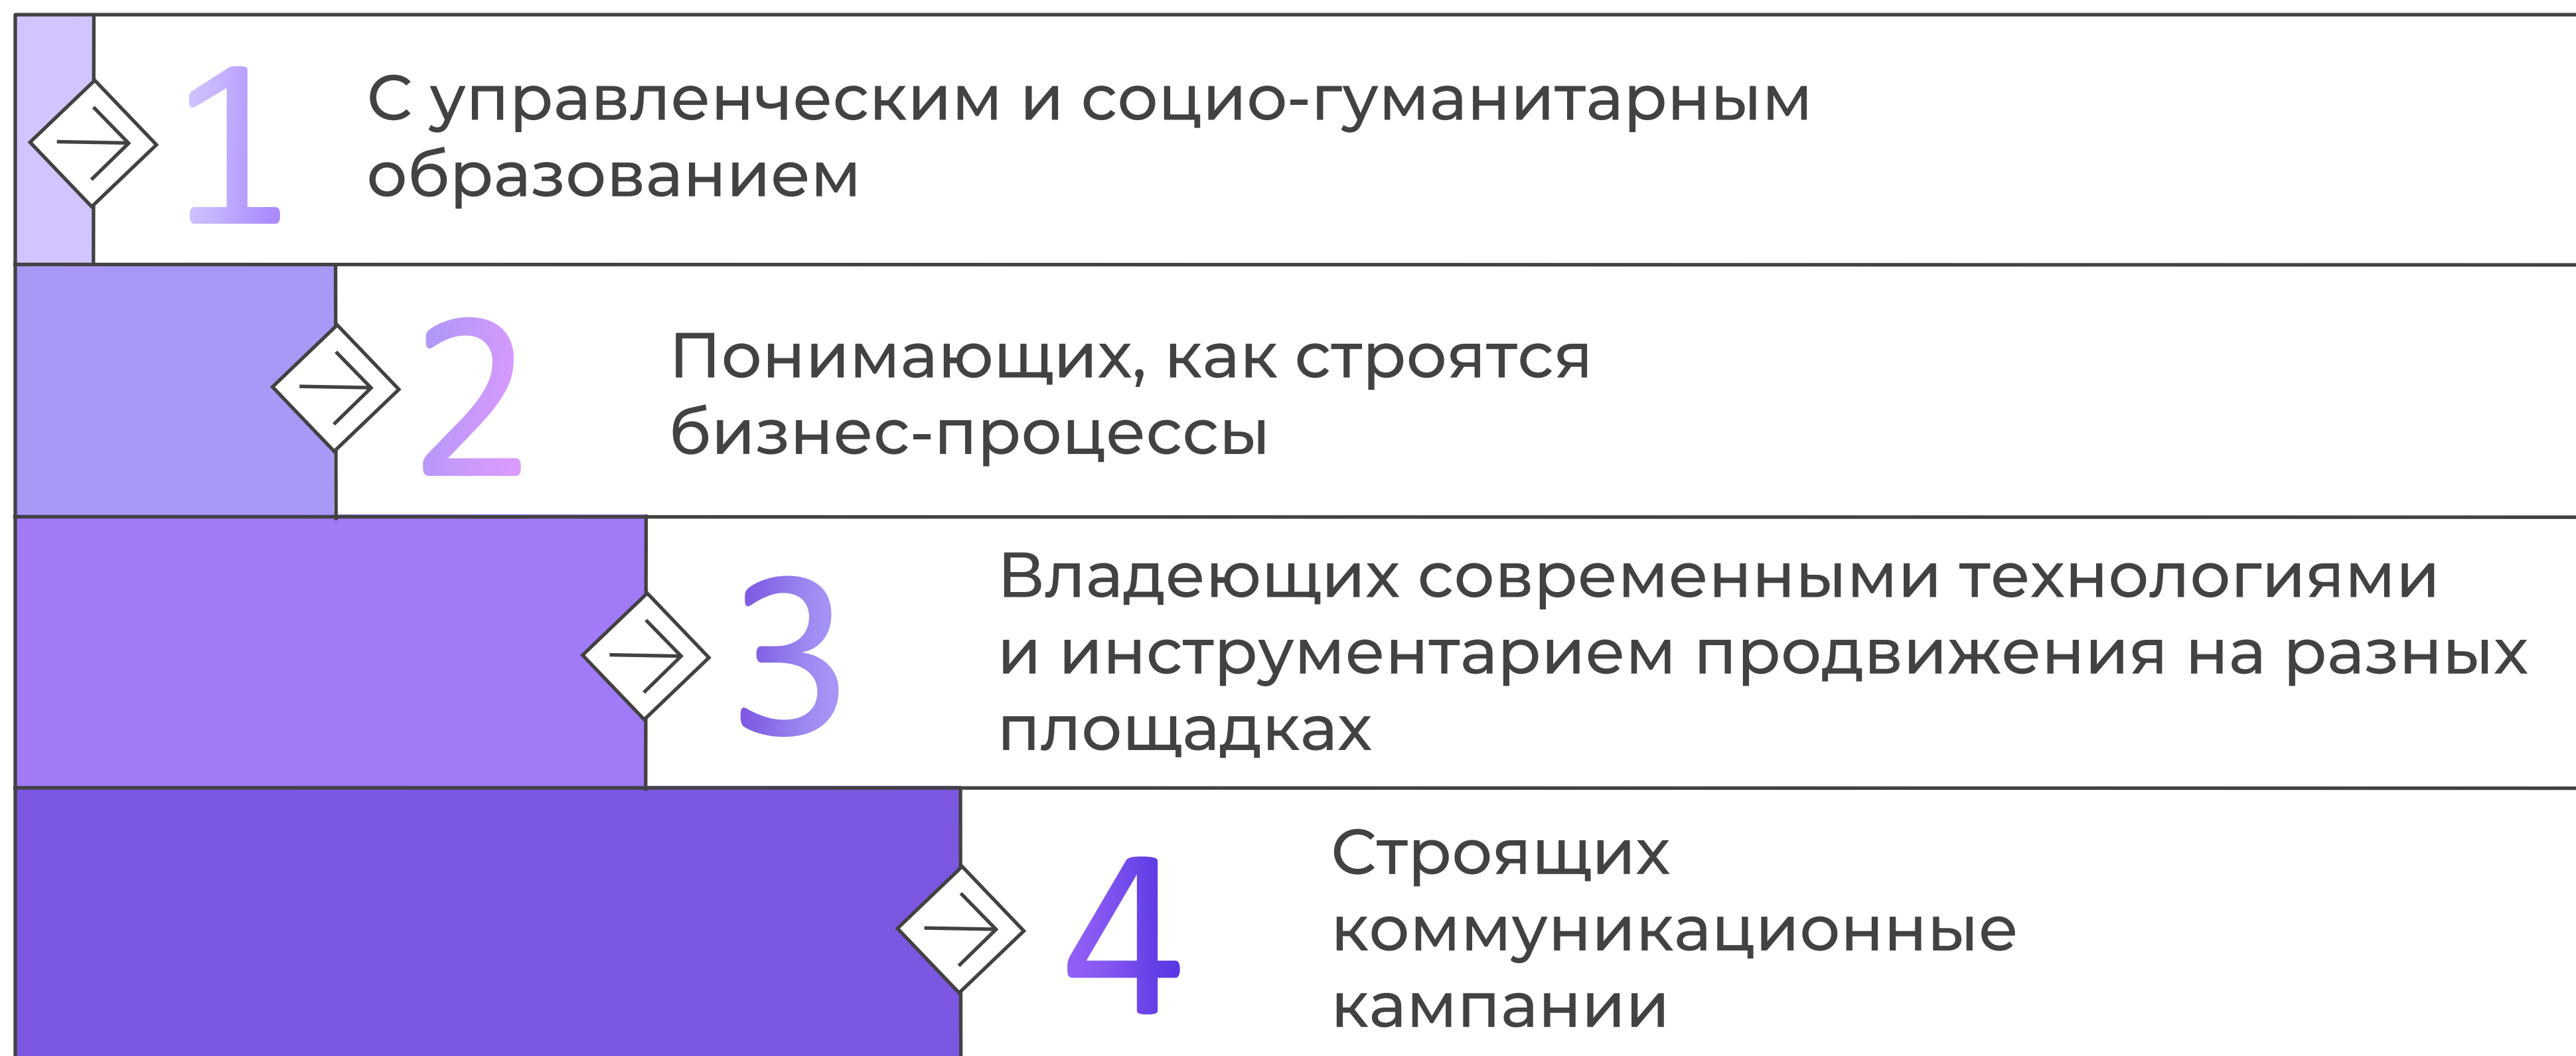 1
С управленческим и социо-гуманитарным
образованием
2
Понимающих, как строятся
бизнес-процессы
3
Владеющих современными технологиями
и инструментарием продвижения на разных
площадках
4
Строящих
коммуникационные
кампании